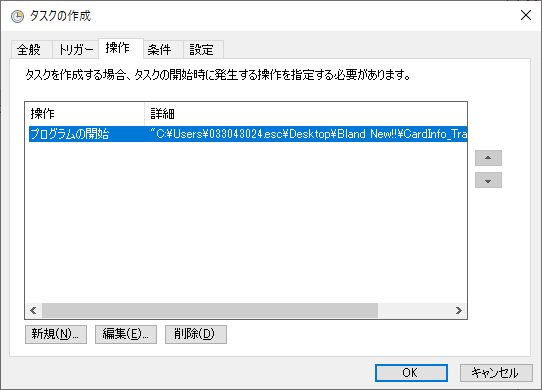 タスクの作成
全般 トリガー 操作 条件 設定
タスクを作成する場合、タスクの開始時に発生する操作を指定する必要があります。
操作 詳細
プログラムの開始 "C:¥Users¥033043024.esc¥Desktop¥Bland New!!¥CardInfo_Tra
新規(N)... 編集(E)... 削除(D)
OK キャンセル